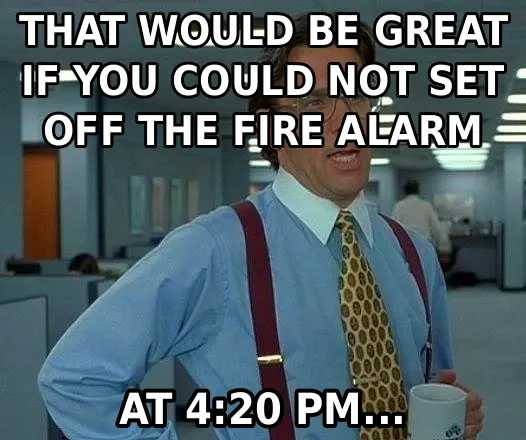 THAT WOULD BE GREAT
IF YOU COULD NOT SET
OFF THE FIRE ALARM
AT 4:20 PM...